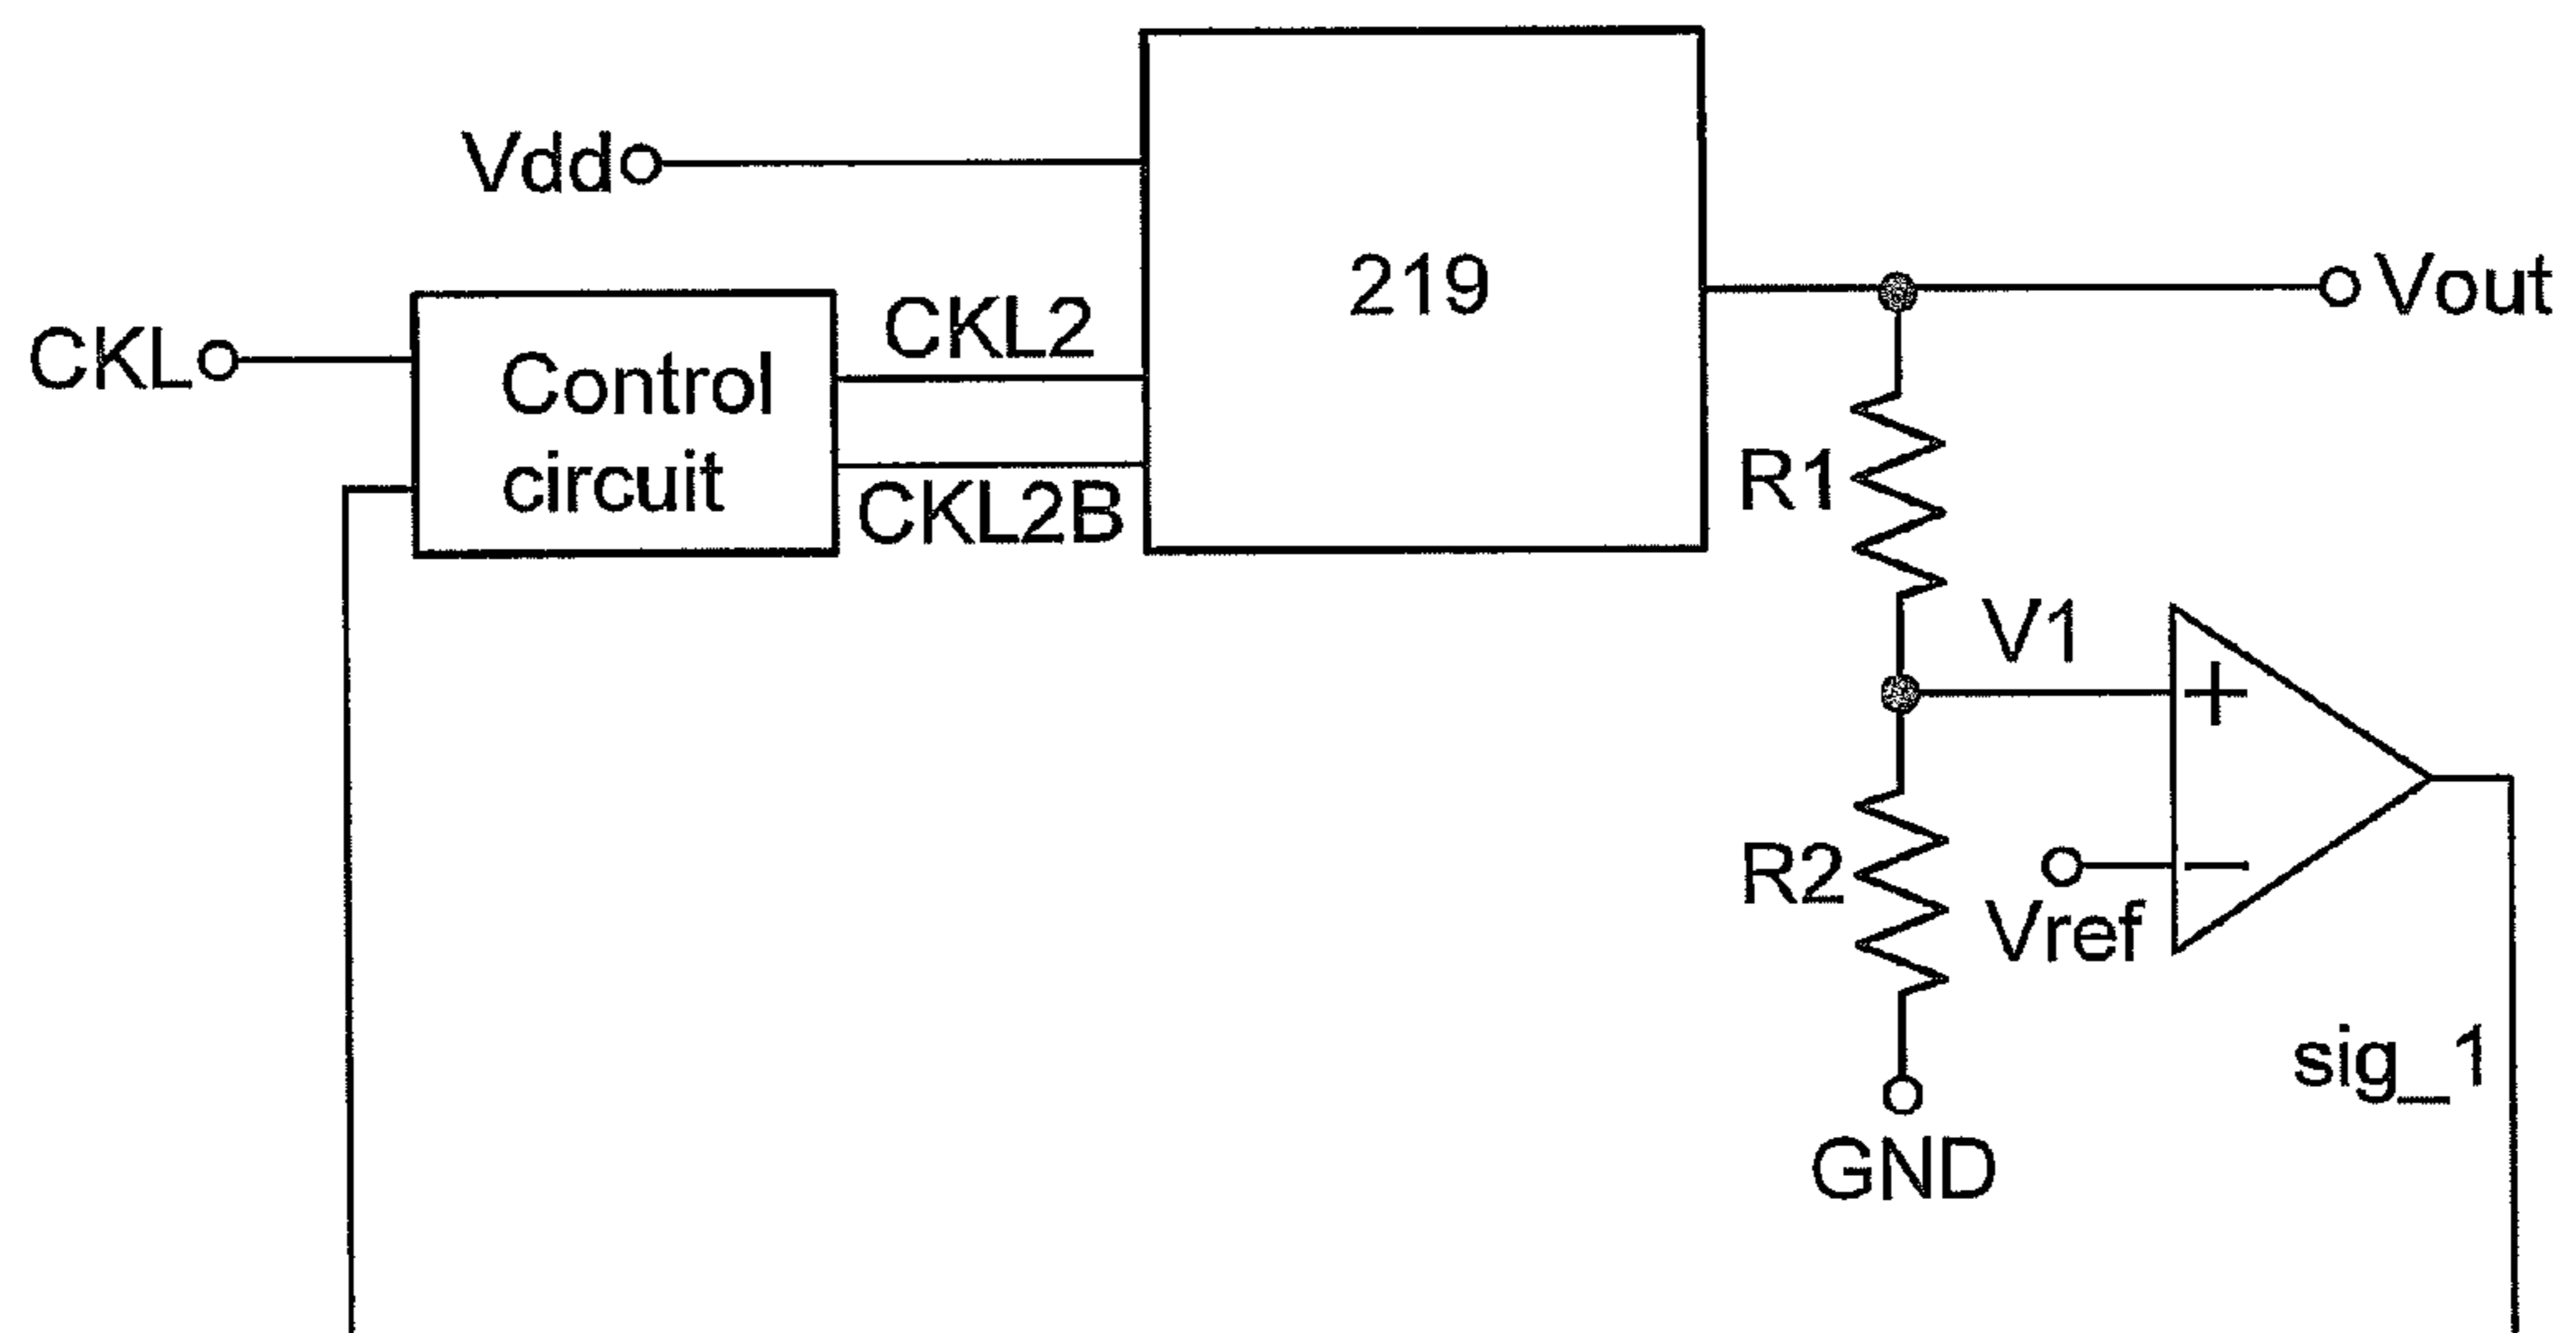 Vdd
219
Vout
CKL
Control
circuit
CKL2
CKL2B
R1
V1
+
R2
−
Vref
sig_1
GND